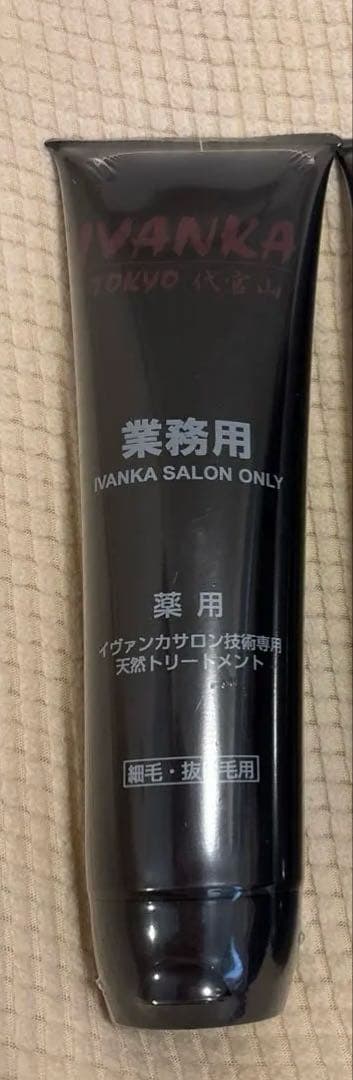 IVANKA
TOKYO 代官山
業務用
IVANKA SALON ONLY
薬用
イヴァンカサロン技術専用
天然トリートメント
細毛・抜け毛用